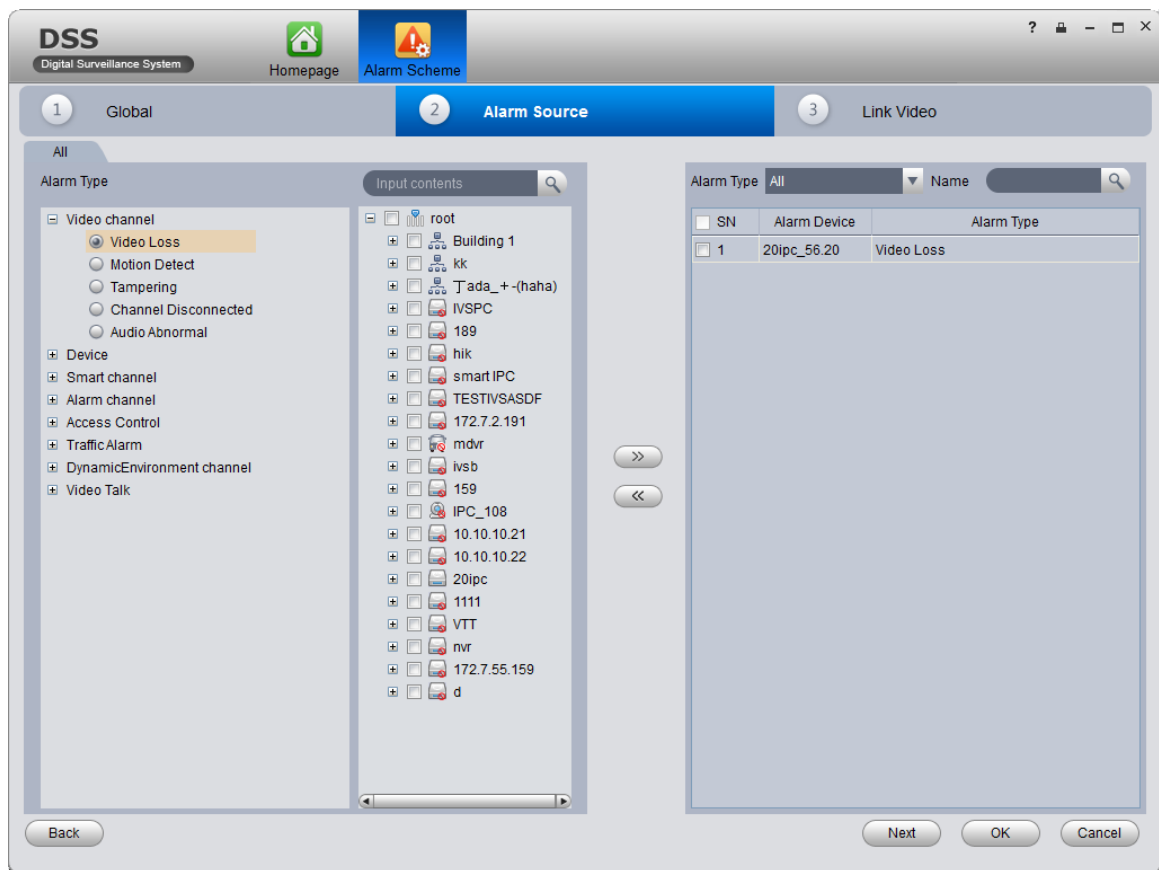 DSS
Digital Surveillance System
Homepage
Alarm Scheme
?
1 Global
2 Alarm Source
3 Link Video
All
Alarm Type
Input contents
Video channel
Video Loss
Motion Detect
Tampering
Channel Disconnected
Audio Abnormal
Device
Smart channel
Alarm channel
Access Control
Traffic Alarm
DynamicEnvironment channel
Video Talk
root
Building 1
kk
丁ada_+-(haha)
IVSPC
189
hik
smart IPC
TESTIVSASDF
172.7.2.191
mdvr
ivsb
159
IPC_108
10.10.10.21
10.10.10.22
20ipc
1111
VTT
nvr
172.7.55.159
d
Alarm Type All Name
SN Alarm Device Alarm Type
1 20ipc_56.20 Video Loss
Back
Next
OK
Cancel